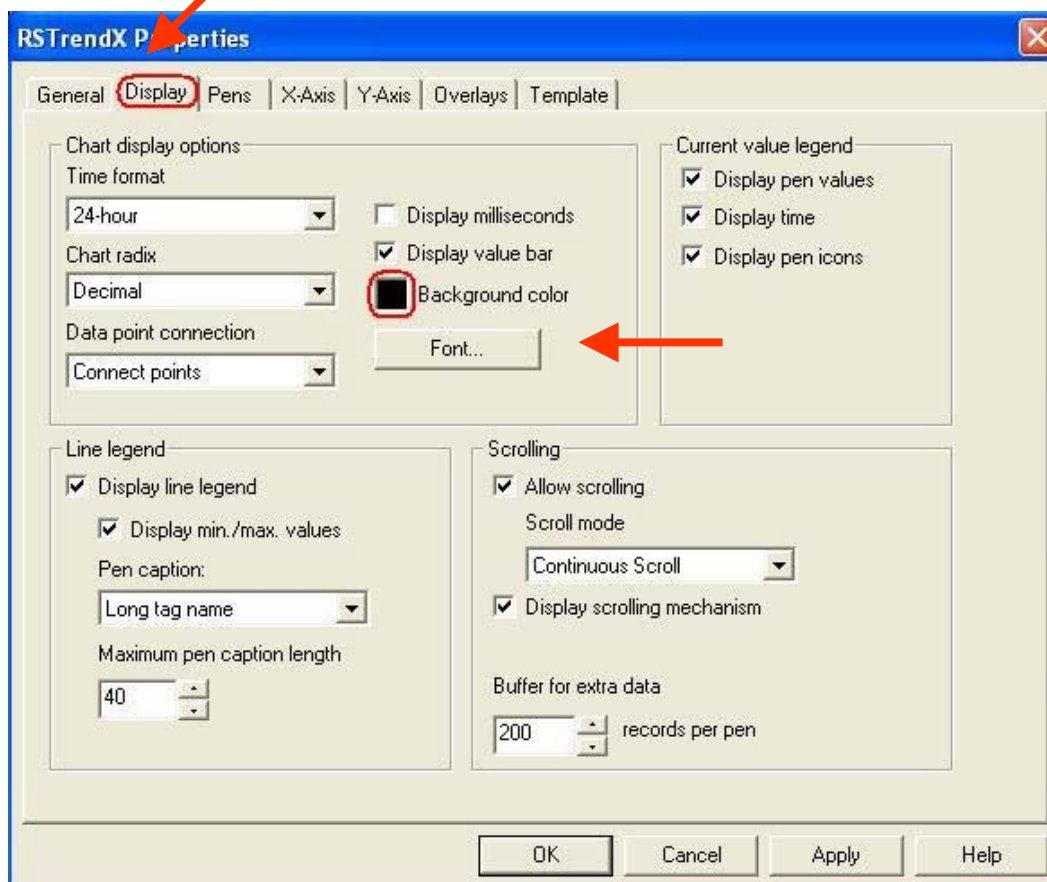 RSTrendX Properties
General Display Pens X-Axis Y-Axis Overlays Template
Chart display options
Time format
24-hour
Display milliseconds
Chart radix
Display value bar
Decimal
Background color
Data point connection
Font...
Connect points
Current value legend
Display pen values
Display time
Display pen icons
Line legend
Display line legend
Display min./max. values
Pen caption:
Long tag name
Maximum pen caption length
40
Scrolling
Allow scrolling
Scroll mode
Continuous Scroll
Display scrolling mechanism
Buffer for extra data
200 records per pen
OK Cancel Apply Help